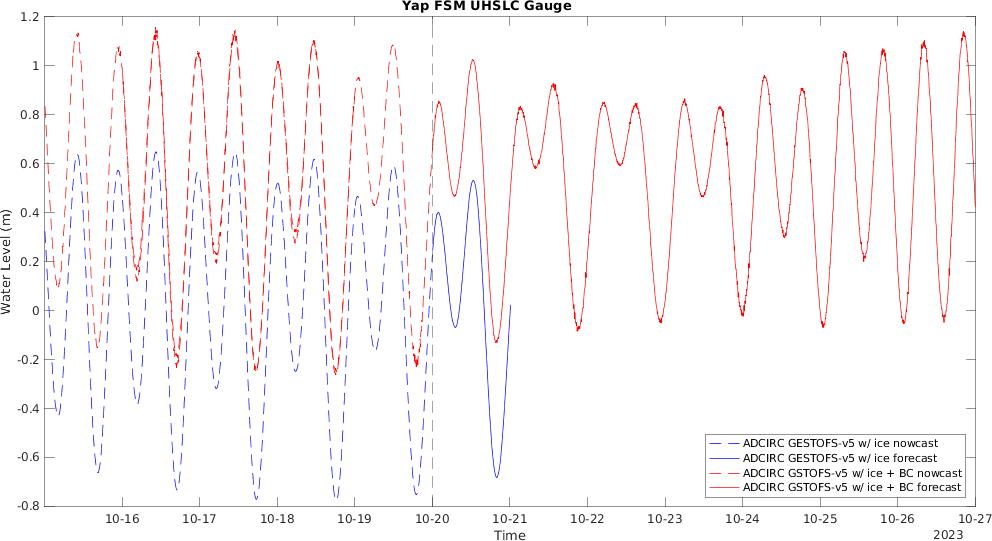 Yap FSM UHSLC Gauge
1.2
1
0.8
0.6
0.4
0.2
0
-0.2
-0.4
-0.6
-0.8
Water Level (m)
ADCIRC GESTOFS-v5 w/ ice nowcast
ADCIRC GESTOFS-v5 w/ ice forecast
ADCIRC GSTOFS-v5 w/ ice + BC nowcast
ADCIRC GSTOFS-v5 w/ ice + BC forecast
10-16 10-17 10-18 10-19 10-20 10-21 10-22 10-23 10-24 10-25 10-26 10-27
Time
2023